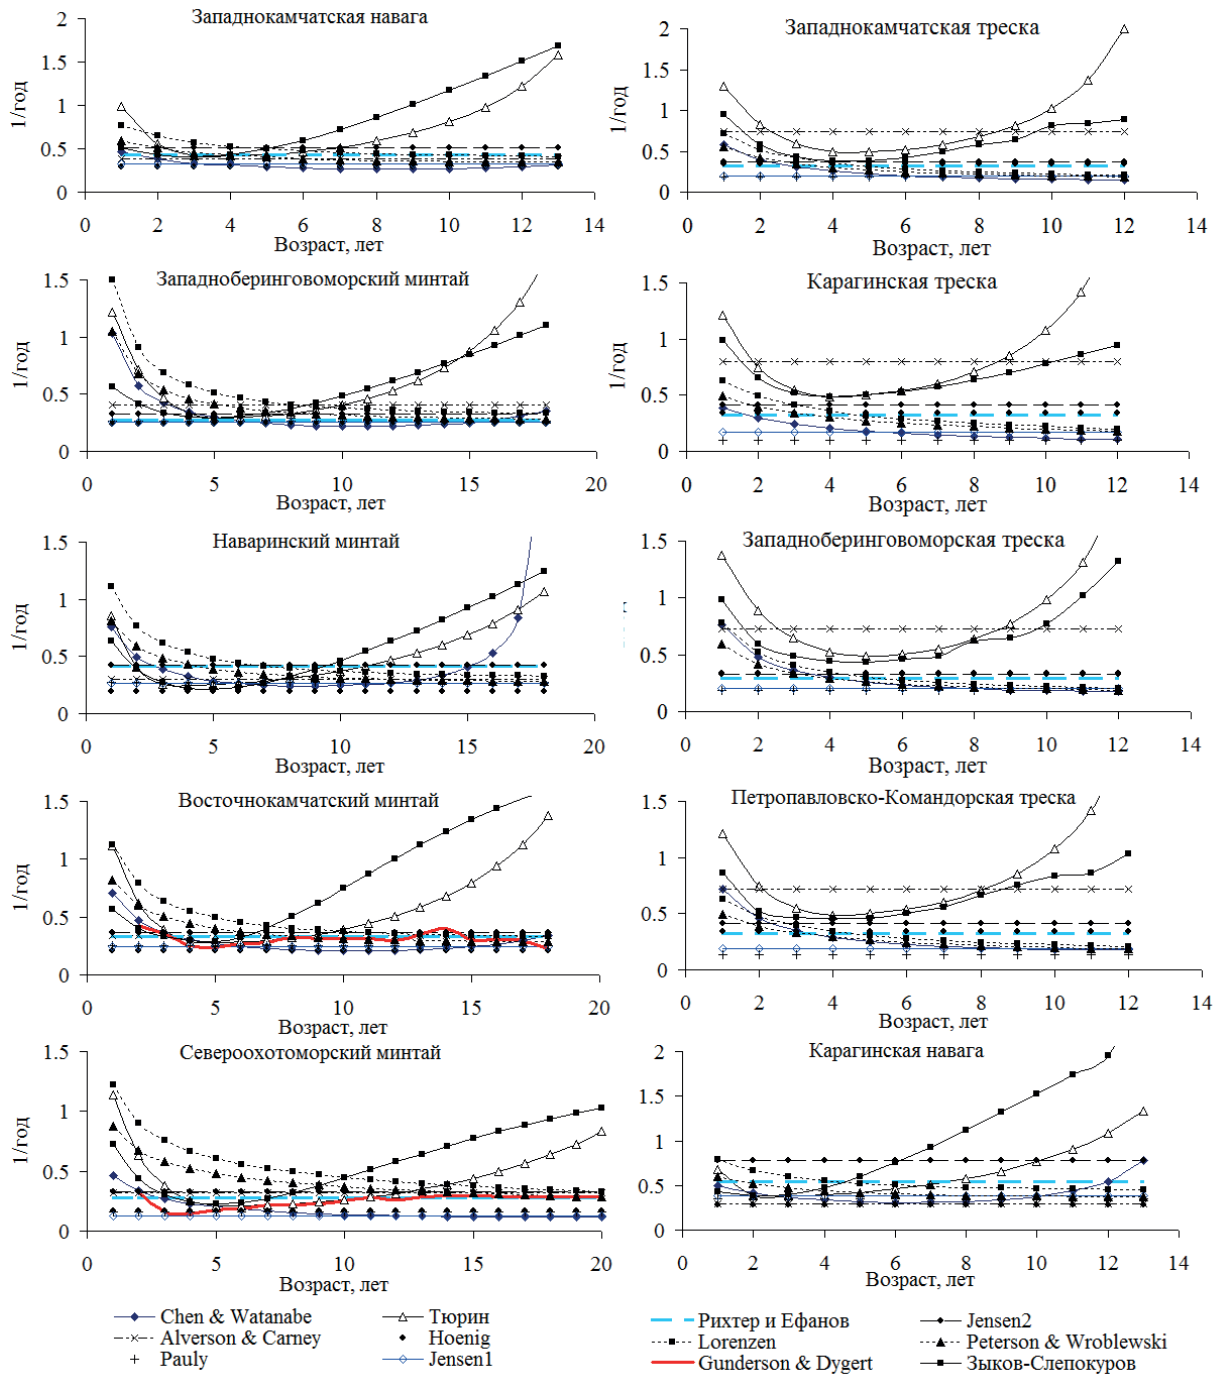 Западнокамчатская навага
1/год
2
1.5
1
0.5
0
0 2 4 6 8 10 12 14
Возраст, лет
Западнокамчатская треска
1/год
2
1.5
1
0.5
0
0 2 4 6 8 10 12 14
Возраст, лет
Западноберинговоморский минтай
1/год
1.5
1
0.5
0
0 5 10 15 20
Возраст, лет
Карагинская треска
1/год
1.5
1
0.5
0
0 2 4 6 8 10 12 14
Возраст, лет
Наваринский минтай
1/год
1.5
1
0.5
0
0 5 10 15 20
Возраст, лет
Западноберинговоморская треска
1.5
1
0.5
0
0 2 4 6 8 10 12 14
Возраст, лет
Восточнокамчатский минтай
1/год
1.5
1
0.5
0
0 5 10 15 20
Возраст, лет
Петропавловско-Командорская треска
1.5
1
0.5
0
0 2 4 6 8 10 12 14
Возраст, лет
Североохотоморский минтай
1/год
1.5
1
0.5
0
0 5 10 15 20
Возраст, лет
Карагинская навага
1/год
2
1.5
1
0.5
0
0 2 4 6 8 10 12 14
Возраст, лет
Chen & Watanabe Тюрин
Alverson & Carney Hoenig
Pauly Jensen1
Рихтер и Ефанов Jensen2
Lorenzen Peterson & Wroblewski
Gunderson & Dygert Зыков-Слепокуров